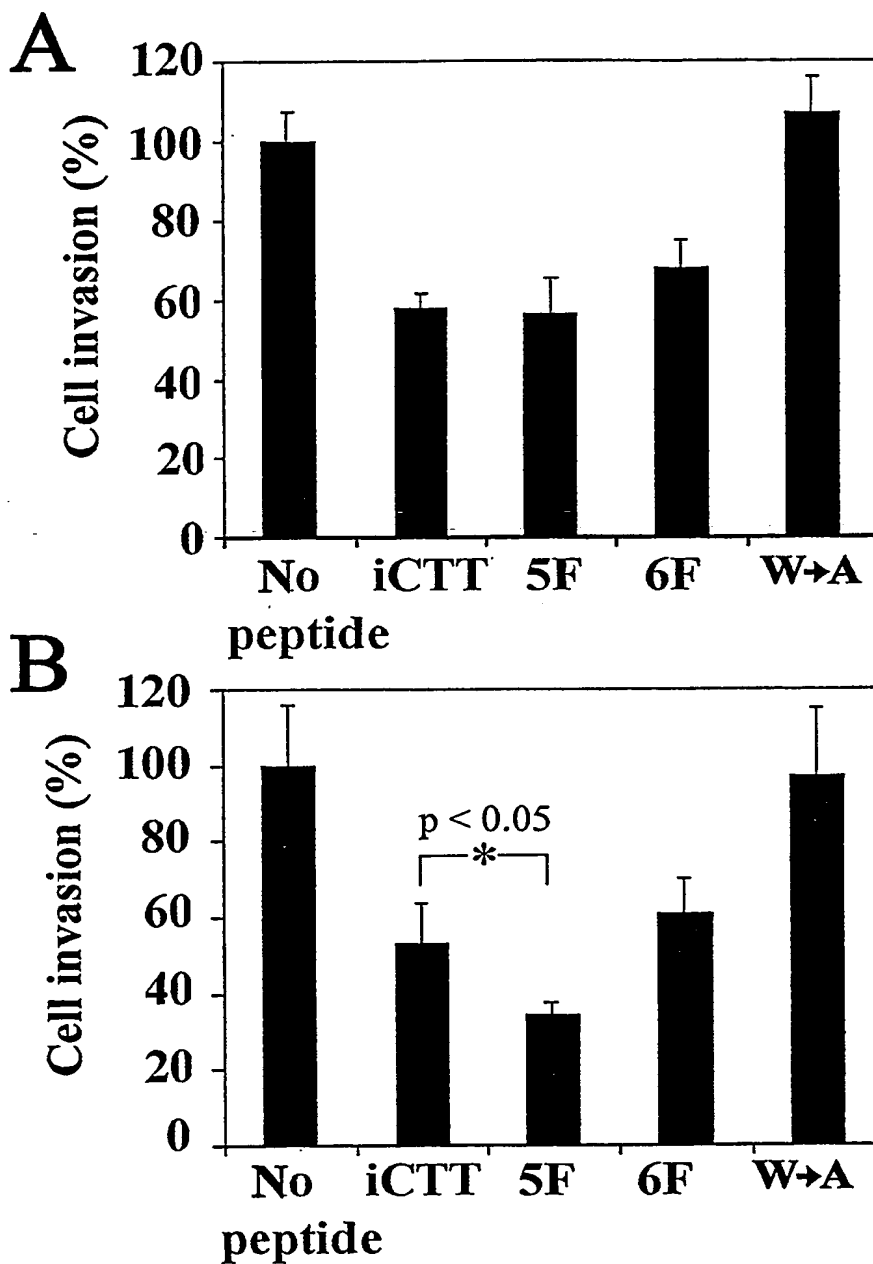 A
Cell invasion (%)
120
100
80
60
40
20
0
No peptide
iCTT
5F
6F
W→A
B
Cell invasion (%)
120
100
80
60
40
20
0
p < 0.05
*
No peptide
iCTT
5F
6F
W→A